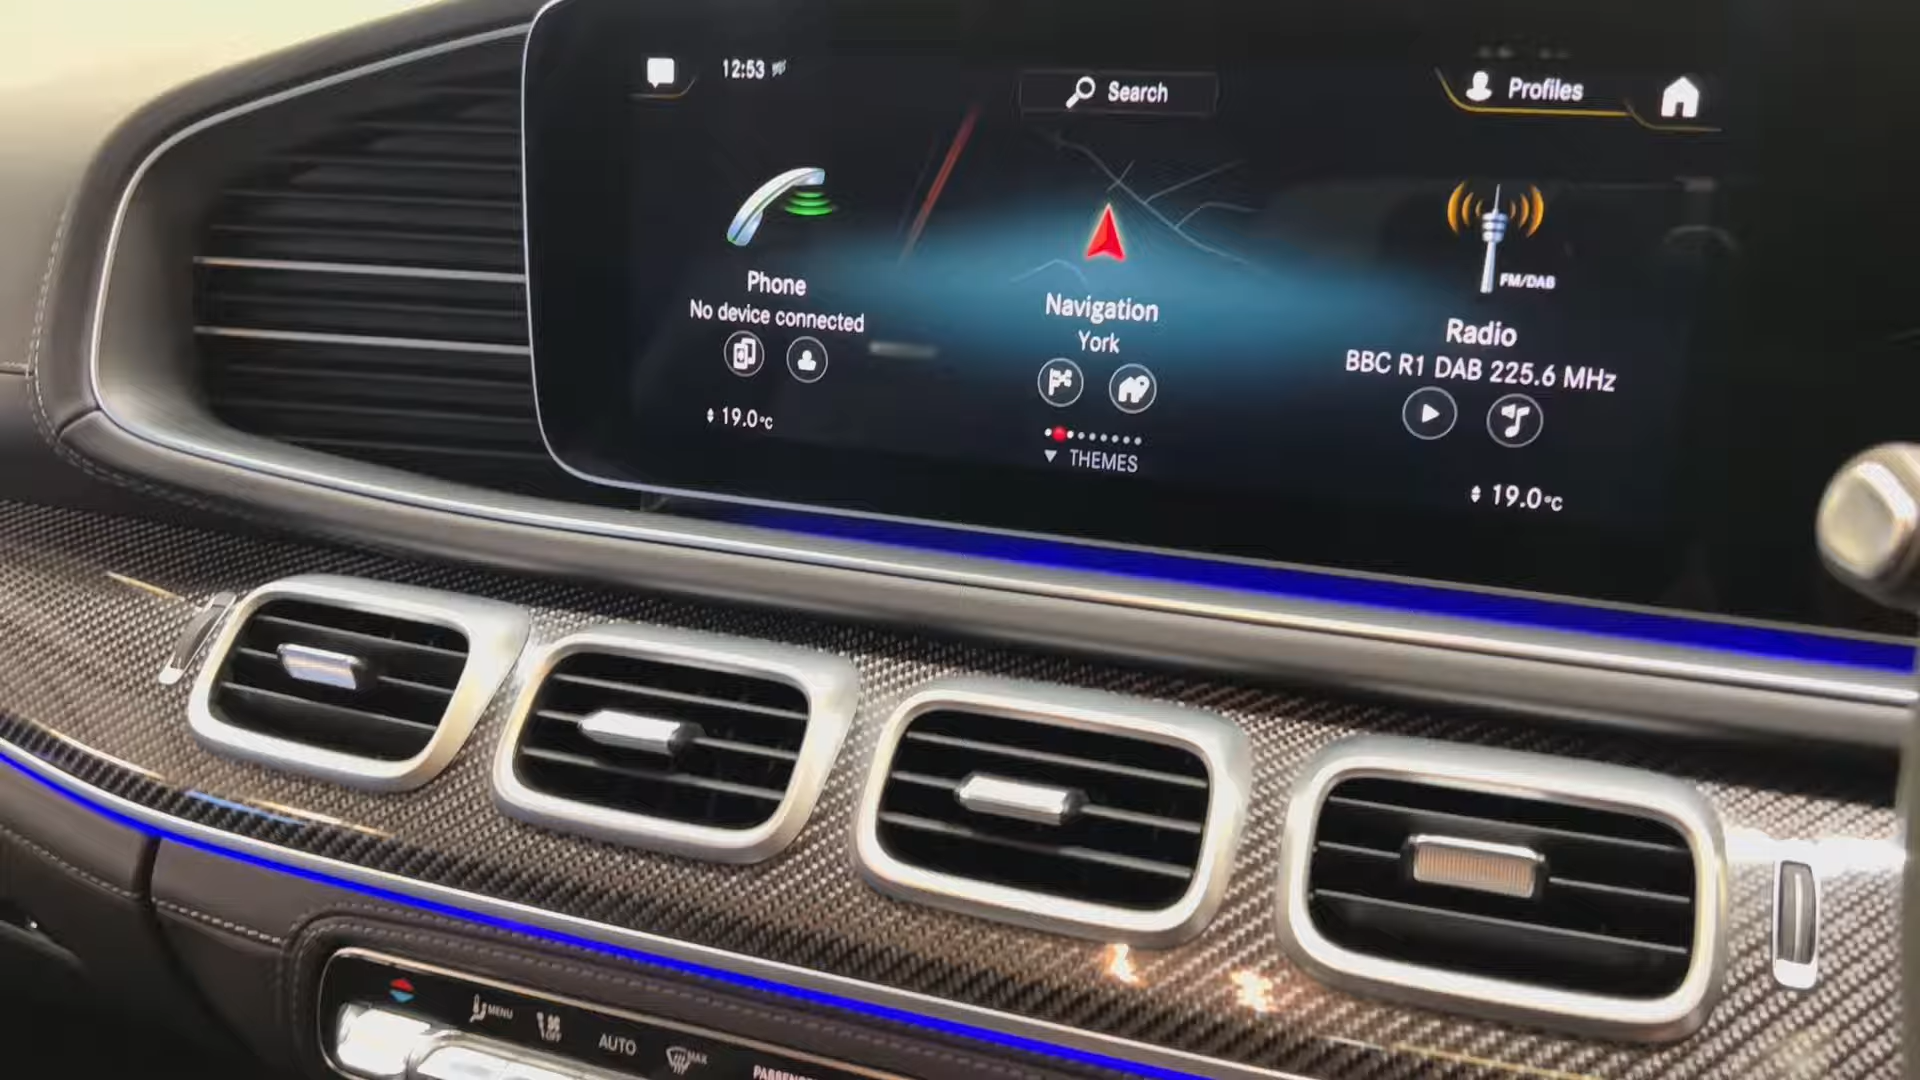 12:53
Search
Profiles
FM/DAB
Phone
No device connected
Navigation
York
Radio
BBC R1 DAB 225.6 MHz
19.0°C
THEMES
19.0°C
MENU
OFF
AUTO
MAX